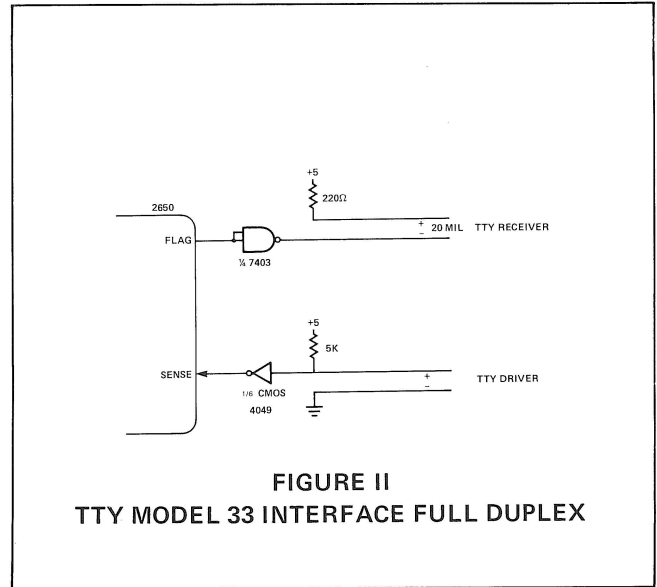 +5
220Ω
2650
+
20 MIL TTY RECEIVER
-
FLAG
¼ 7403
+5
5K
SENSE
+
TTY DRIVER
-
1/6 CMOS
4049
FIGURE II
TTY MODEL 33 INTERFACE FULL DUPLEX